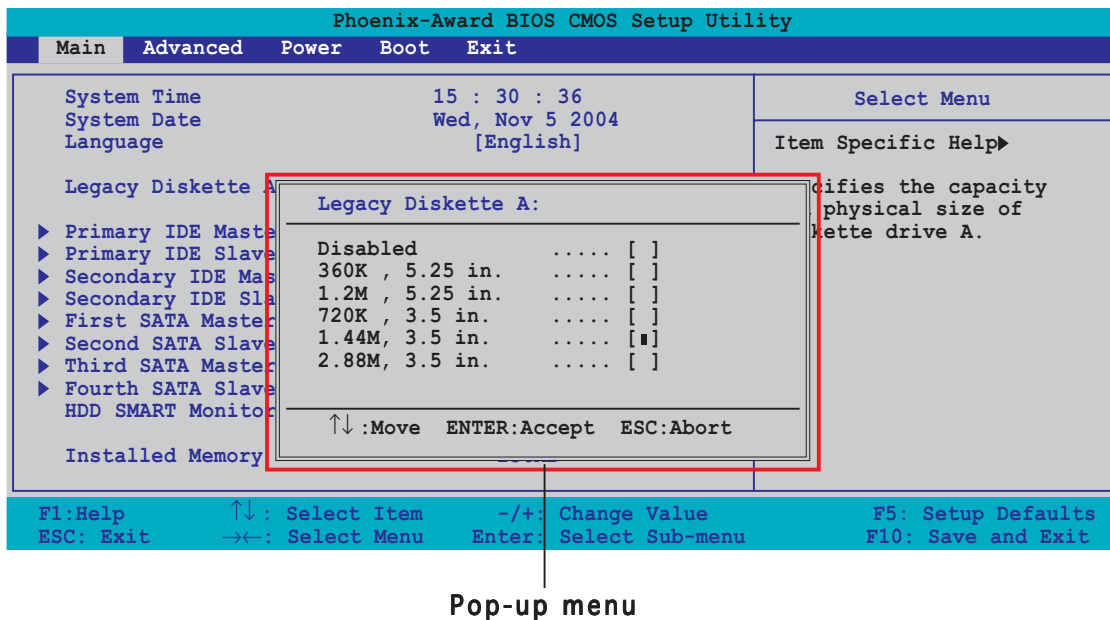 Phoenix-Award BIOS CMOS Setup Utility
Main Advanced Power Boot Exit
System Time 15 : 30 : 36
System Date Wed, Nov 5 2004
Language [English]
Legacy Diskette A
Primary IDE Maste
Primary IDE Slave
Secondary IDE Mas
Secondary IDE Sla
First SATA Master
Second SATA Slave
Third SATA Master
Fourth SATA Slave
HDD SMART Monitor
Installed Memory
Legacy Diskette A:
Disabled ..... [ ]
360K , 5.25 in. ..... [ ]
1.2M , 5.25 in. ..... [ ]
720K , 3.5 in. ..... [ ]
1.44M, 3.5 in. ..... [▮]
2.88M, 3.5 in. ..... [ ]
↑↓ :Move ENTER:Accept ESC:Abort
Select Menu
Item Specific Help▶
cifies the capacity
physical size of
kette drive A.
F1:Help ↑↓ : Select Item -/+: Change Value F5: Setup Defaults
ESC: Exit →←: Select Menu Enter: Select Sub-menu F10: Save and Exit
Pop-up menu